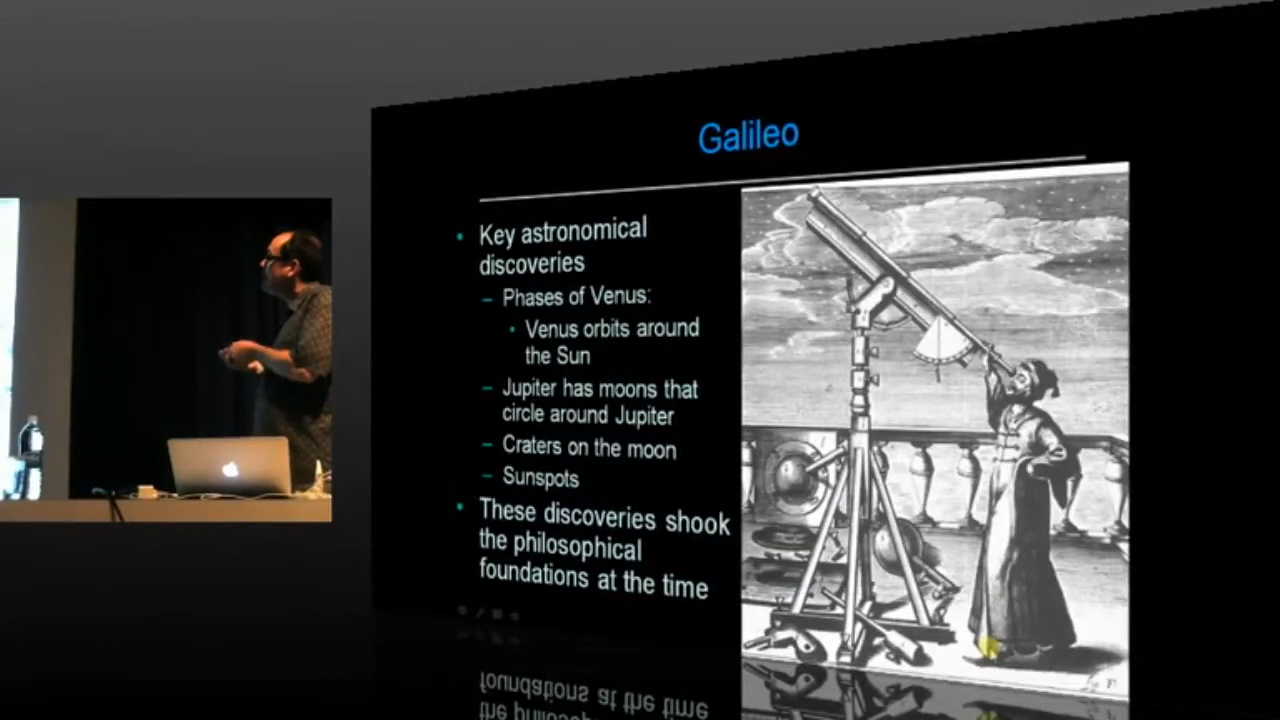 Galileo
• Key astronomical
discoveries
– Phases of Venus:
• Venus orbits around
the Sun
– Jupiter has moons that
circle around Jupiter
– Craters on the moon
– Sunspots
• These discoveries shook
the philosophical
foundations at the time